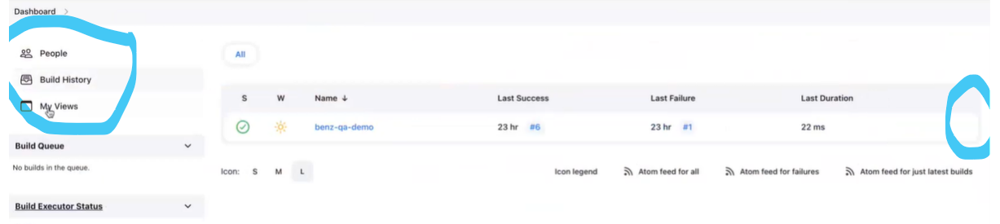 Dashboard >
People
Build History
My Views
Build Queue
No builds in the queue.
Build Executor Status
All
S W Name ↓ Last Success Last Failure Last Duration
benz-qa-demo 23 hr #6 23 hr #1 22 ms
Icon: S M L Icon legend Atom feed for all Atom feed for failures Atom feed for just latest builds